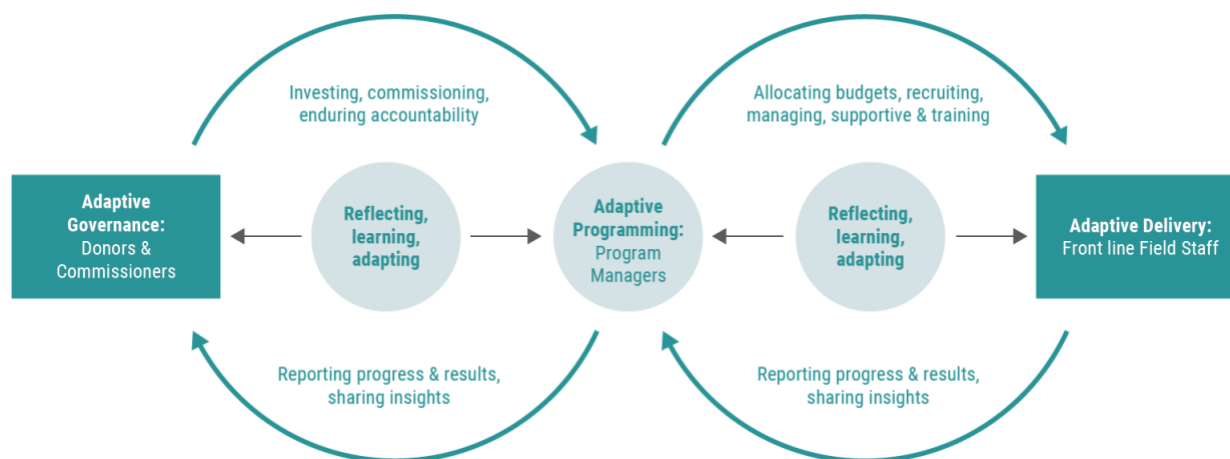 Investing, commissioning,
enduring accountability
Allocating budgets, recruiting,
managing, supportive & training
Adaptive
Governance:
Donors &
Commissioners
Reflecting,
learning,
adapting
Adaptive
Programming:
Program
Managers
Reflecting,
learning,
adapting
Adaptive Delivery:
Front line Field Staff
Reporting progress & results,
sharing insights
Reporting progress & results,
sharing insights